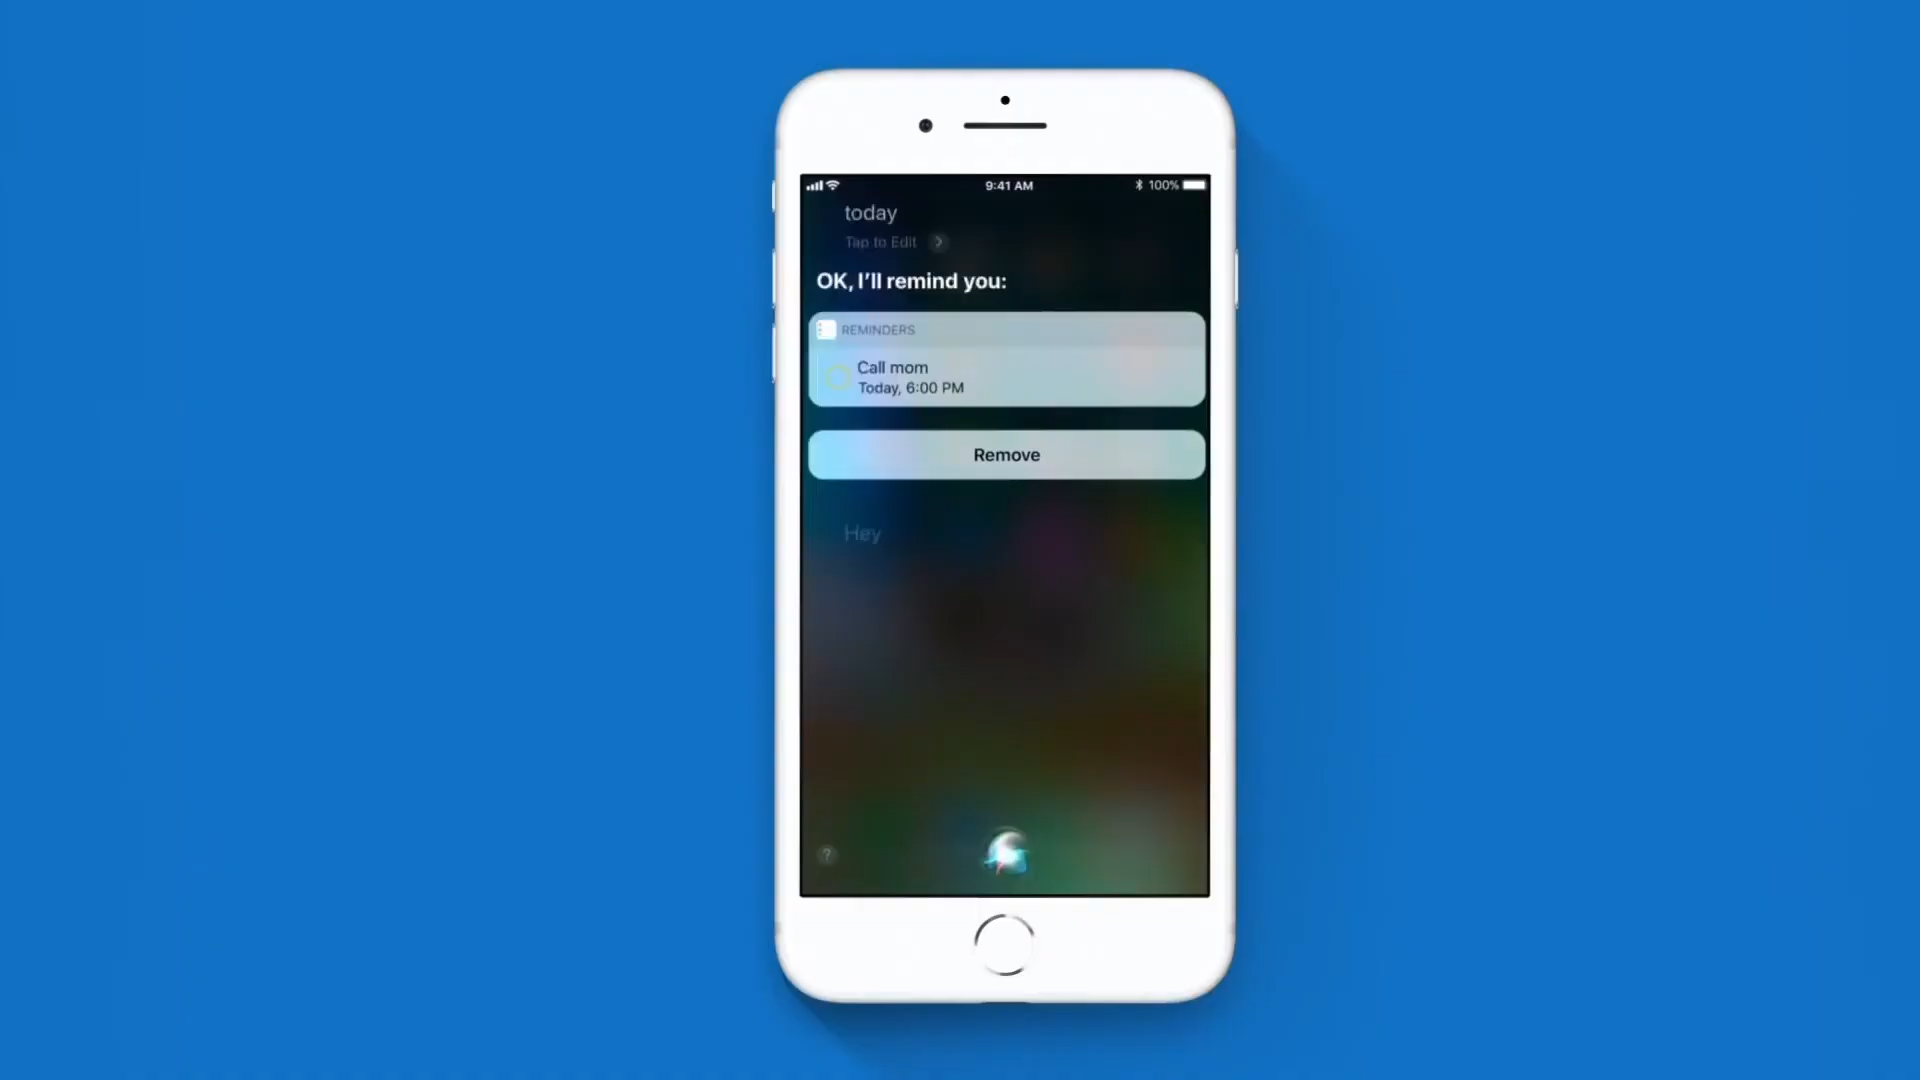 9:41 AM
100%
today
Tap to Edit
OK, I’ll remind you:
REMINDERS
Call mom
Today, 6:00 PM
Remove
Hey
?